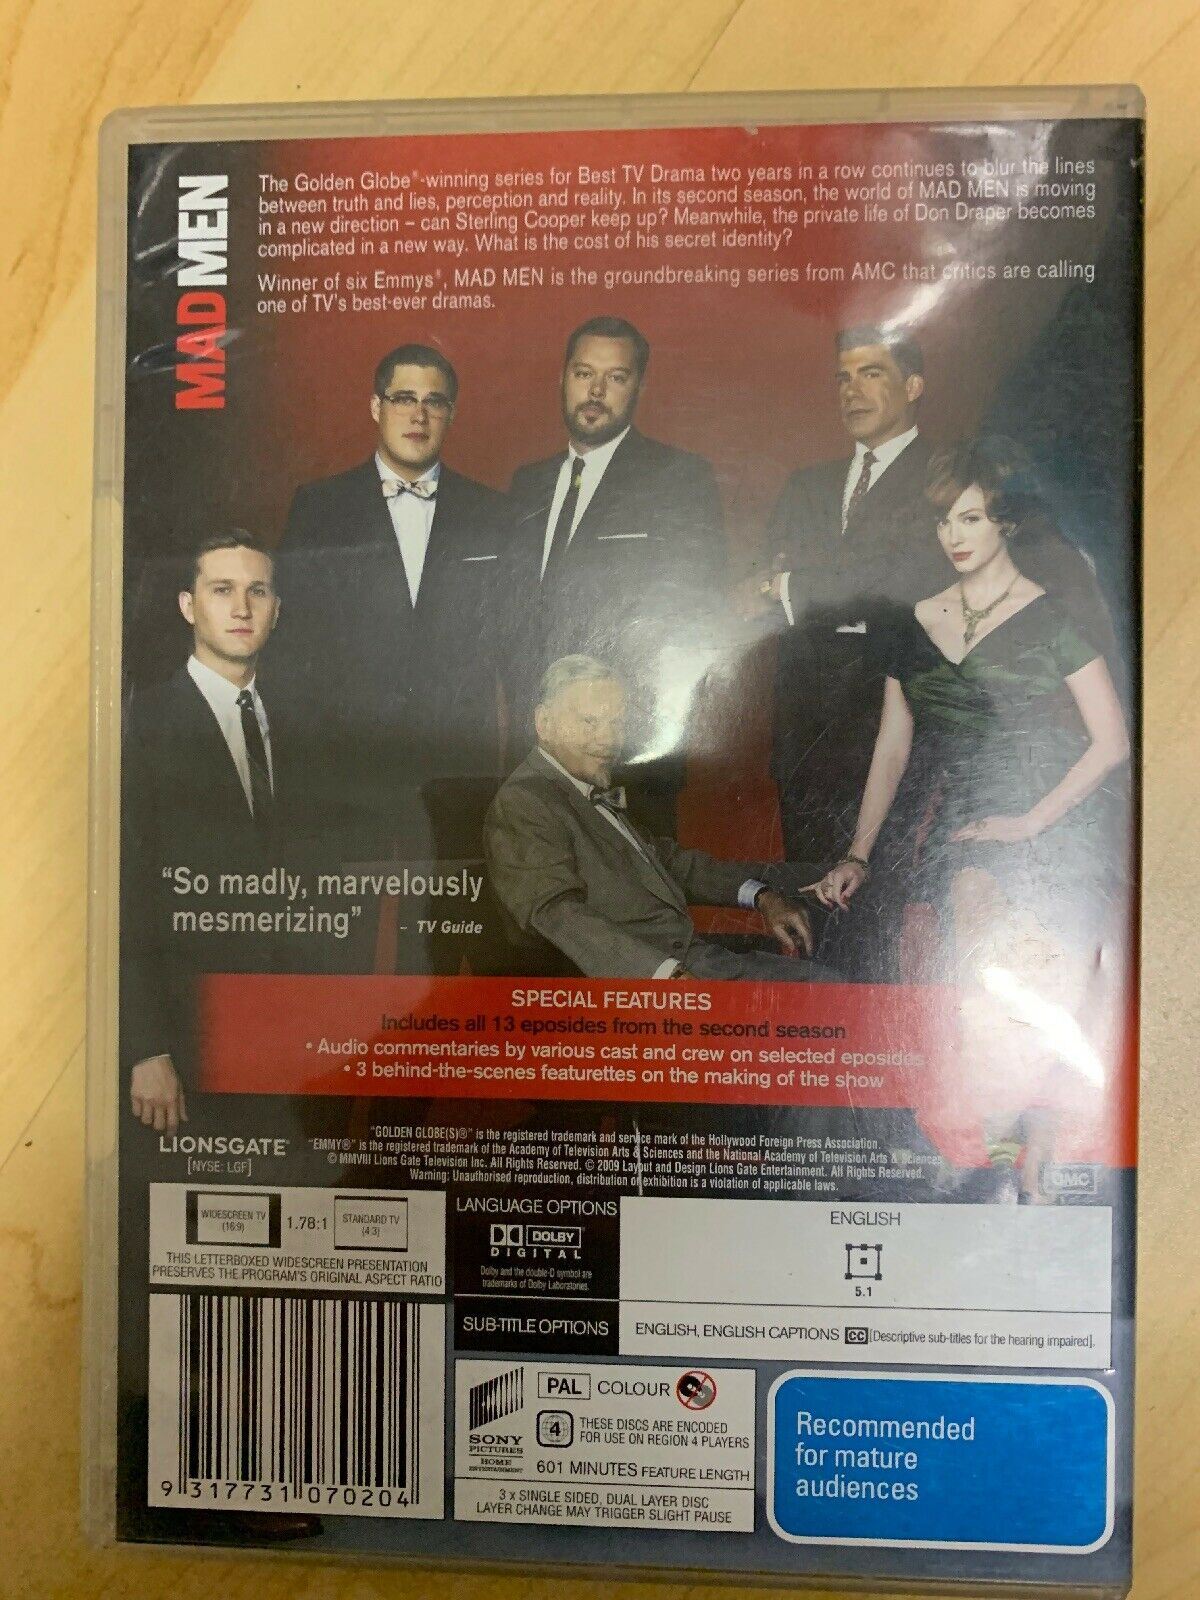 MAD MEN
The Golden Globe®-winning series for Best TV Drama two years in a row continues to blur the lines
between truth and lies, perception and reality. In its second season, the world of MAD MEN is moving
in a new direction – can Sterling Cooper keep up? Meanwhile, the private life of Don Draper becomes
complicated in a new way. What is the cost of his secret identity?
Winner of six Emmys®, MAD MEN is the groundbreaking series from AMC that critics are calling
one of TV's best-ever dramas.
“So madly, marvelously
mesmerizing”
– TV Guide
SPECIAL FEATURES
Includes all 13 eposides from the second season
• Audio commentaries by various cast and crew on selected eposides
• 3 behind-the-scenes featurettes on the making of the show
LIONSGATE®
[NYSE: LGF]
"GOLDEN GLOBE(S)®" is the registered trademark and service mark of the Hollywood Foreign Press Association.
"EMMY®" is the registered trademark of the Academy of Television Arts & Sciences and the National Academy of Television Arts & Sciences
© MMVIII Lions Gate Television Inc. All Rights Reserved. © 2009 Layout and Design Lions Gate Entertainment. All Rights Reserved.
Warning: Unauthorised reproduction, distribution or exhibition is a violation of applicable laws.
amc
WIDESCREEN TV
(16:9)
1.78:1
STANDARD TV
(4:3)
THIS LETTERBOXED WIDESCREEN PRESENTATION
PRESERVES THE PROGRAM'S ORIGINAL ASPECT RATIO
LANGUAGE OPTIONS
DOLBY
DIGITAL
Dolby and the double-D symbol are
trademarks of Dolby Laboratories.
ENGLISH
5.1
SUB-TITLE OPTIONS
ENGLISH, ENGLISH CAPTIONS CC [Descriptive sub-titles for the hearing impaired].
9 317731 070204
SONY
PICTURES
HOME
ENTERTAINMENT
PAL COLOUR
4
THESE DISCS ARE ENCODED
FOR USE ON REGION 4 PLAYERS
601 MINUTES FEATURE LENGTH
3 x SINGLE SIDED, DUAL LAYER DISC
LAYER CHANGE MAY TRIGGER SLIGHT PAUSE
Recommended
for mature
audiences